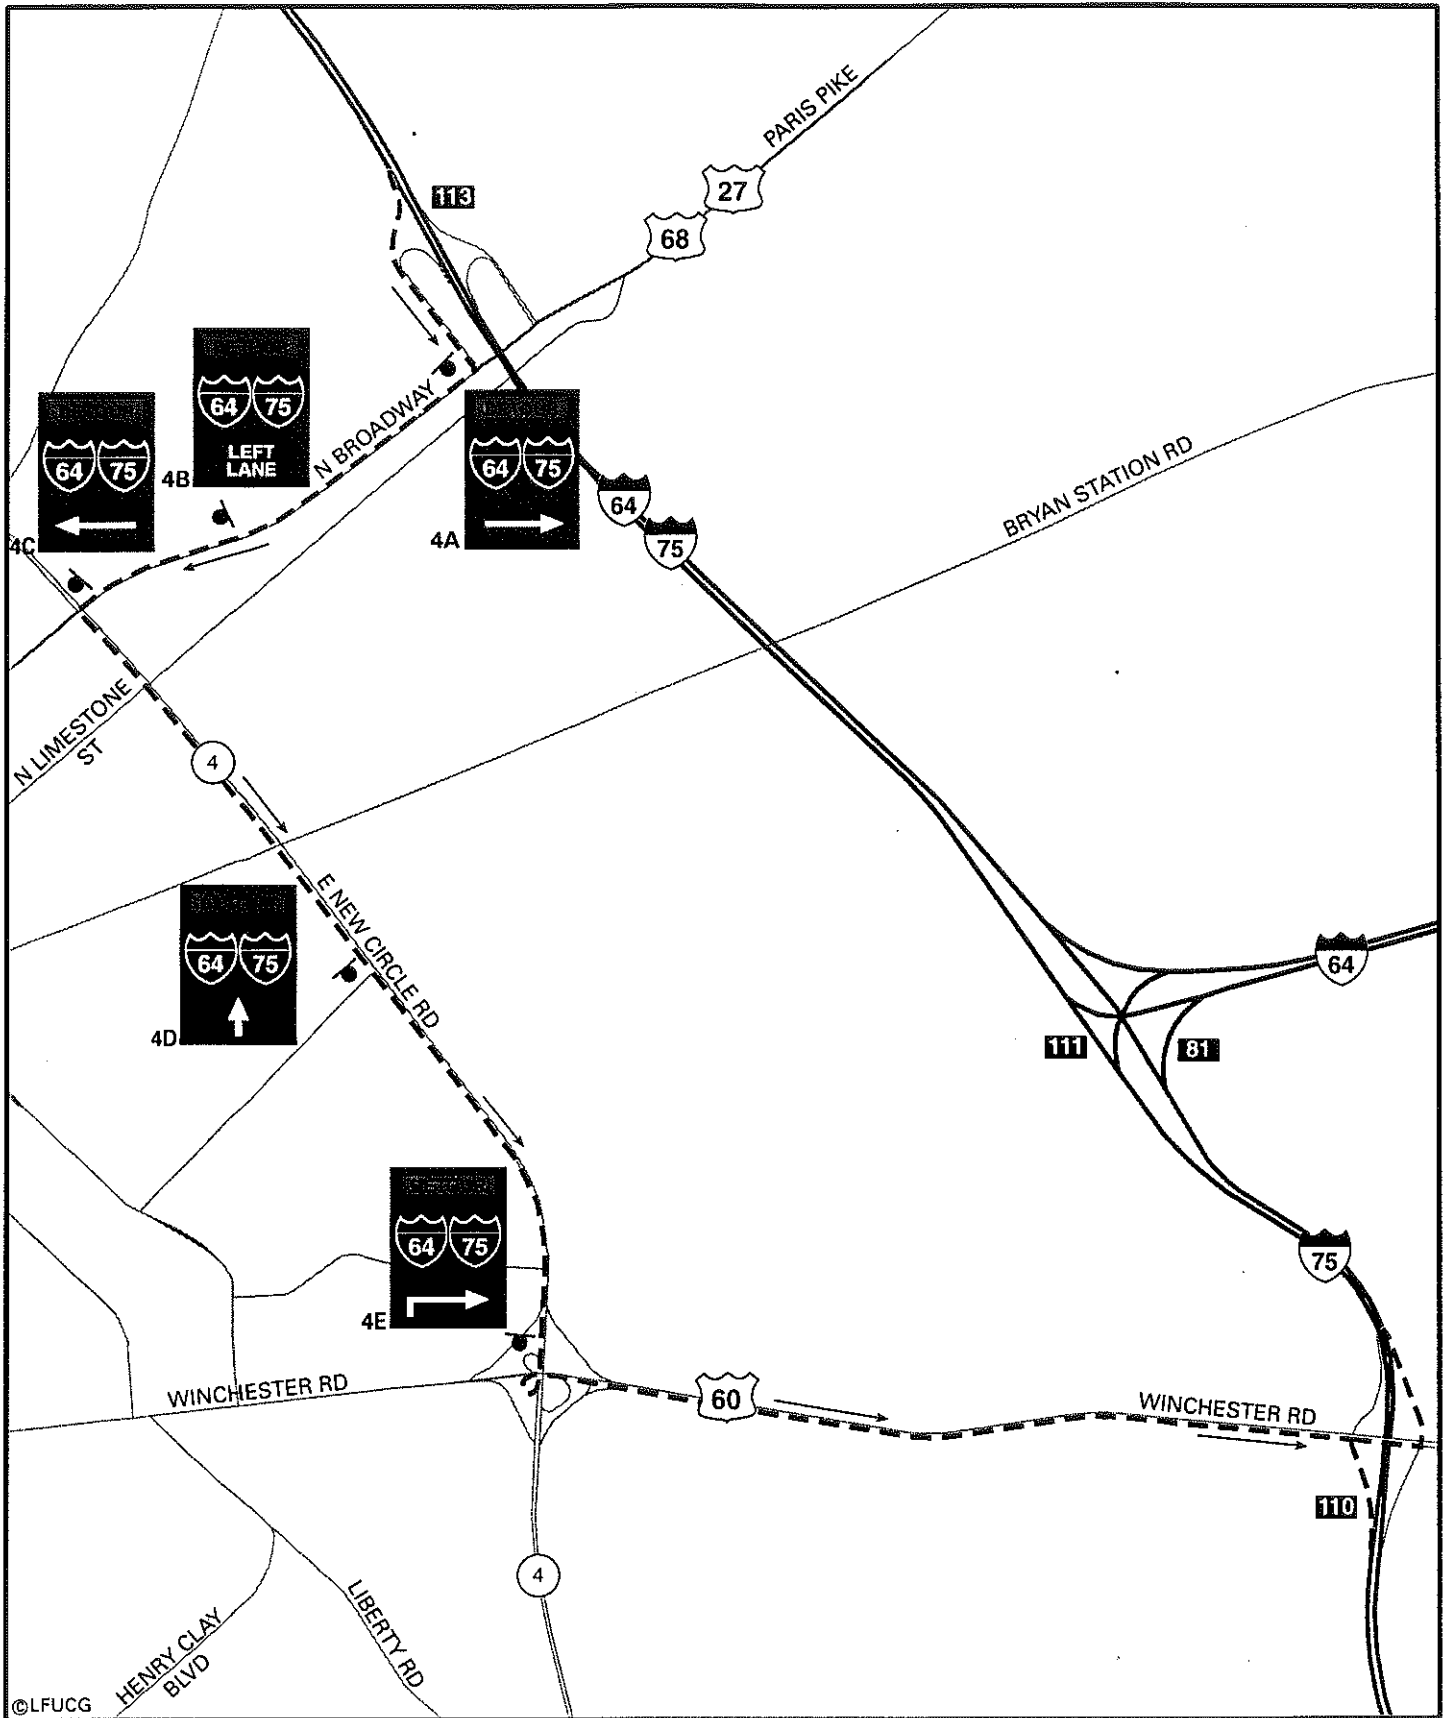 PARIS PIKE
113
27
68
64 75
LEFT
LANE
4B
N BROADWAY
64 75
4C
64 75
4A
64
75
BRYAN STATION RD
N LIMESTONE
ST
4
E NEW CIRCLE RD
64 75
4D
64
111
81
64 75
4E
75
WINCHESTER RD
60
WINCHESTER RD
110
4
HENRY CLAY
BLVD
LIBERTY RD
©LFUCG